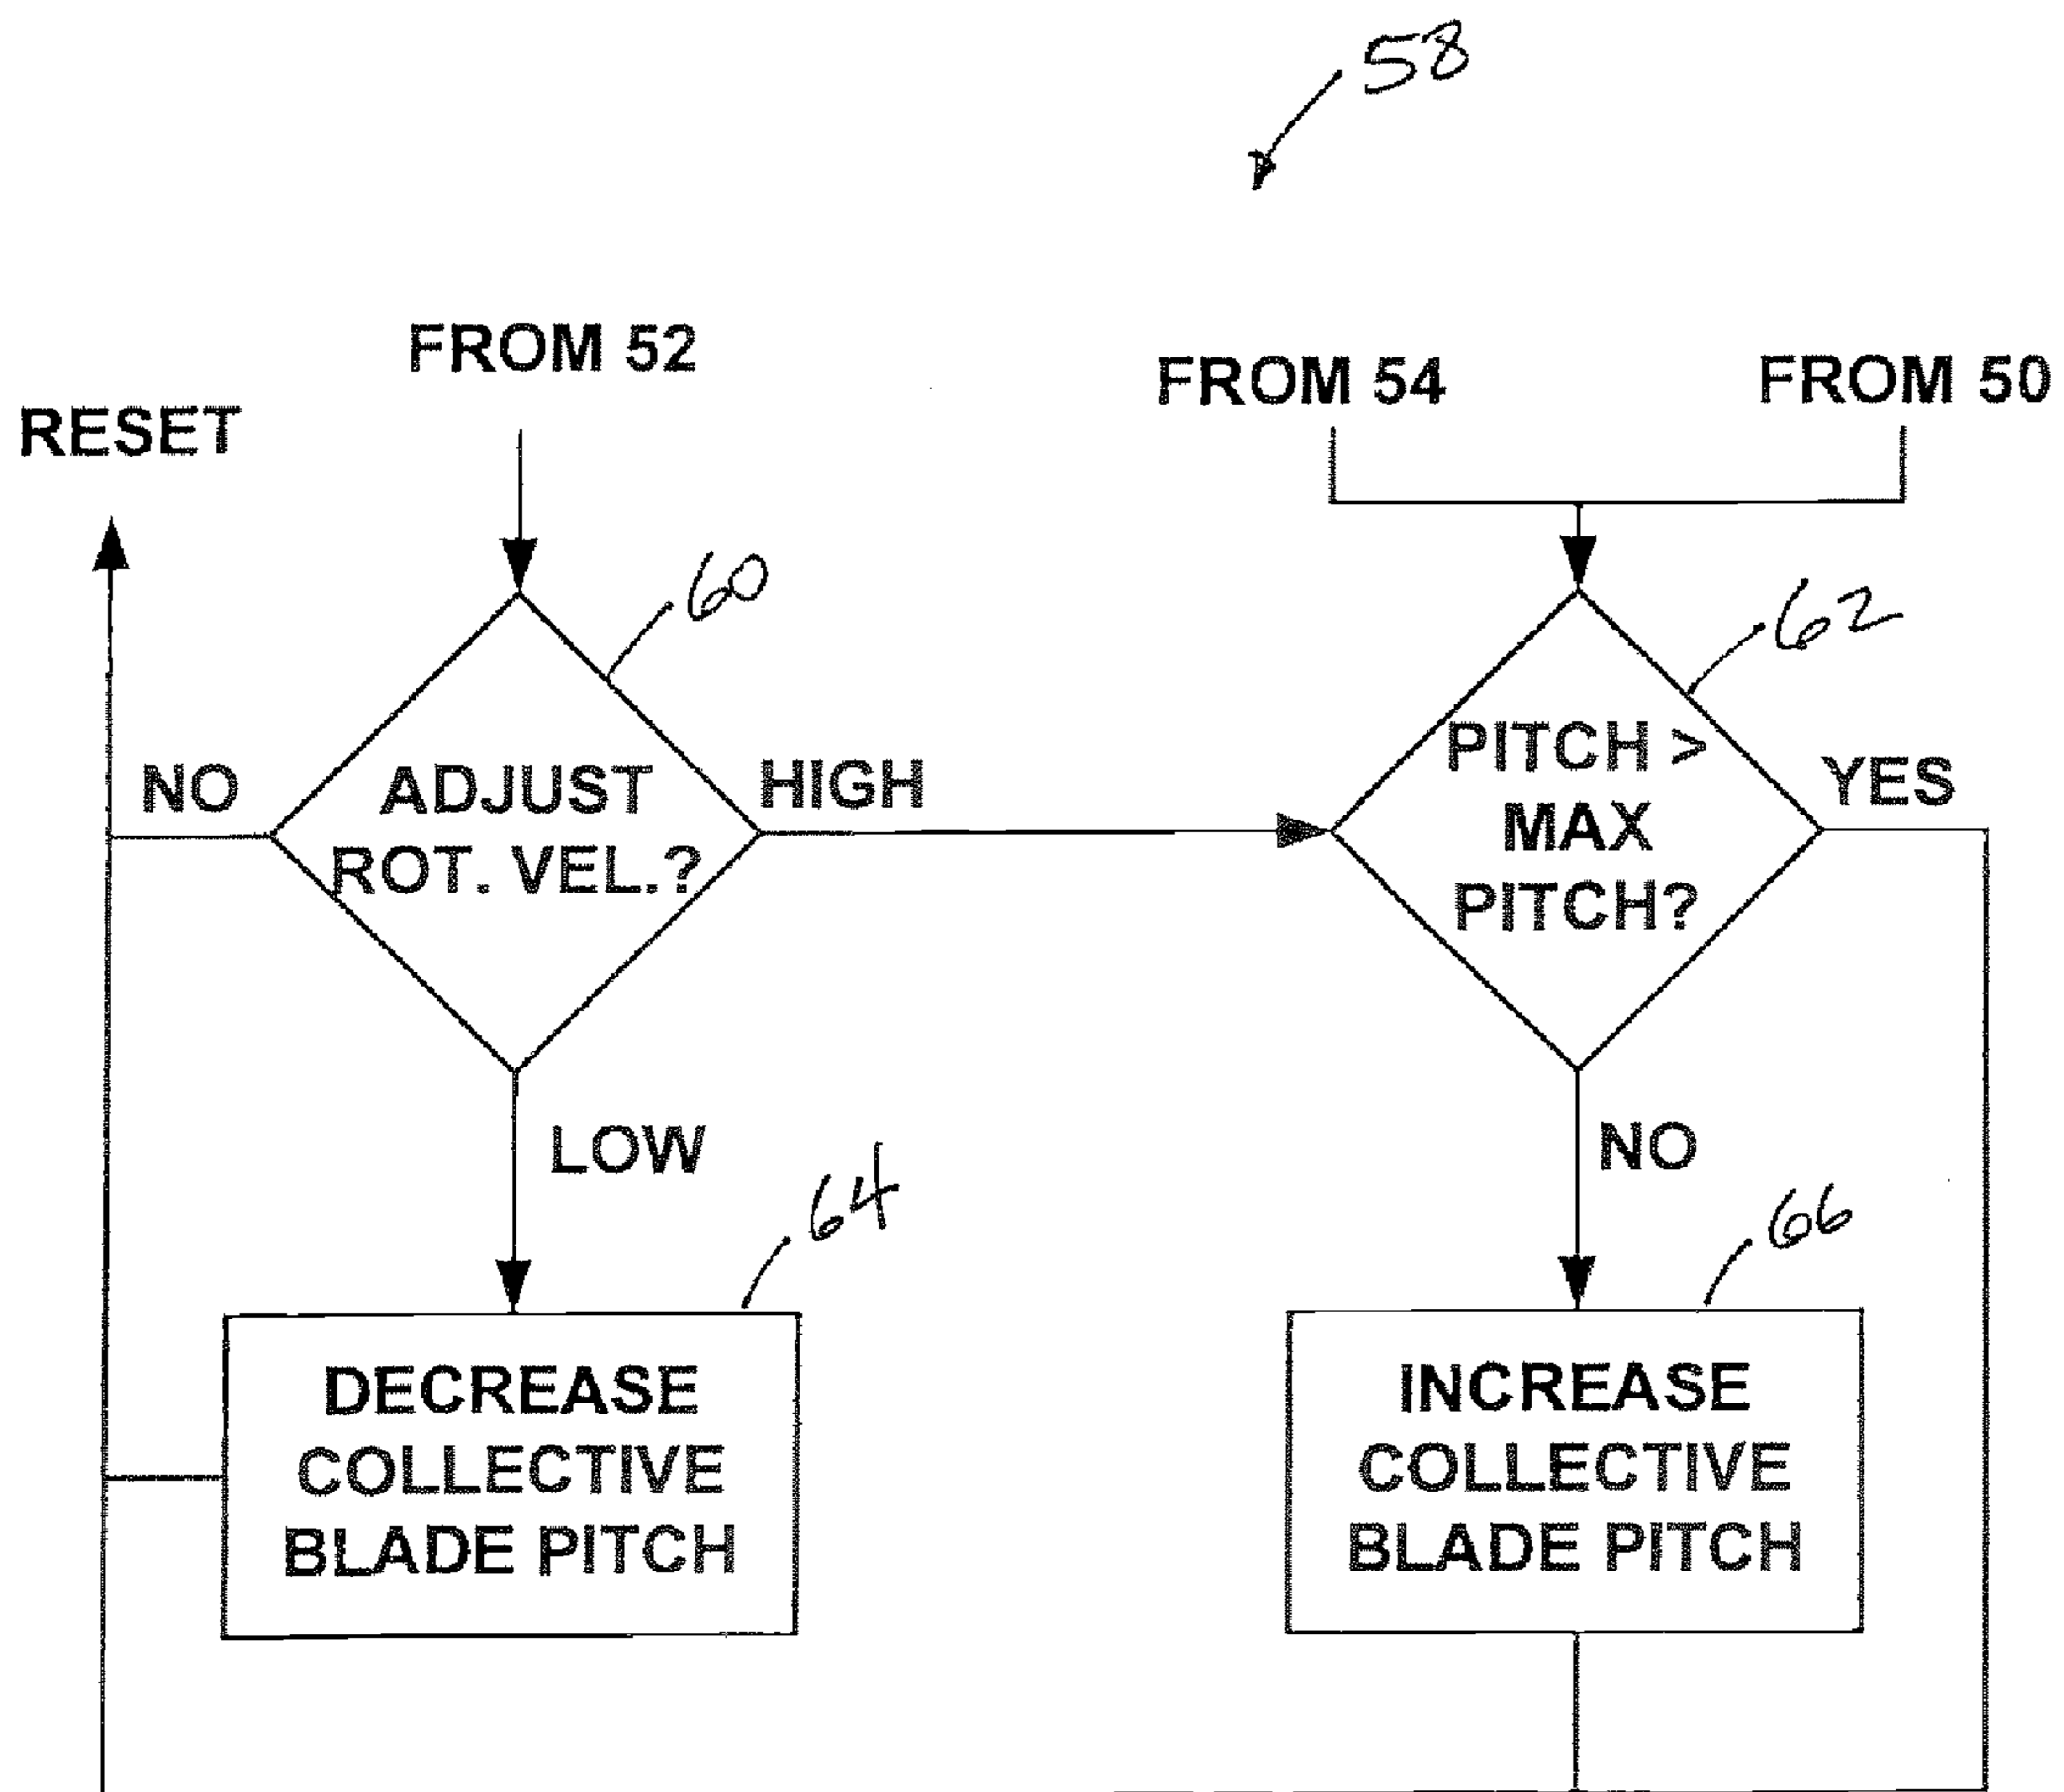 58
FROM 52
FROM 54
FROM 50
RESET
60
62
NO
ADJUST
ROT. VEL.?
HIGH
PITCH >
MAX
PITCH?
YES
LOW
NO
64
66
DECREASE
COLLECTIVE
BLADE PITCH
INCREASE
COLLECTIVE
BLADE PITCH